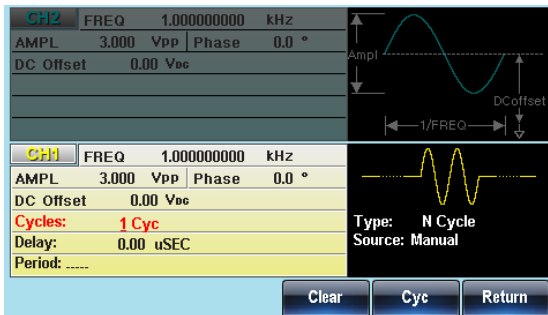 CH2 FREQ 1.000000000 kHz
AMPL 3.000 VPP Phase 0.0 °
DC Offset 0.00 VDC
Ampl
DCoffset
1/FREQ
CH1 FREQ 1.000000000 kHz
AMPL 3.000 VPP Phase 0.0 °
DC Offset 0.00 VDC
Cycles: 1 Cyc
Delay: 0.00 uSEC
Period: -----
Type: N Cycle
Source: Manual
Clear Cyc Return